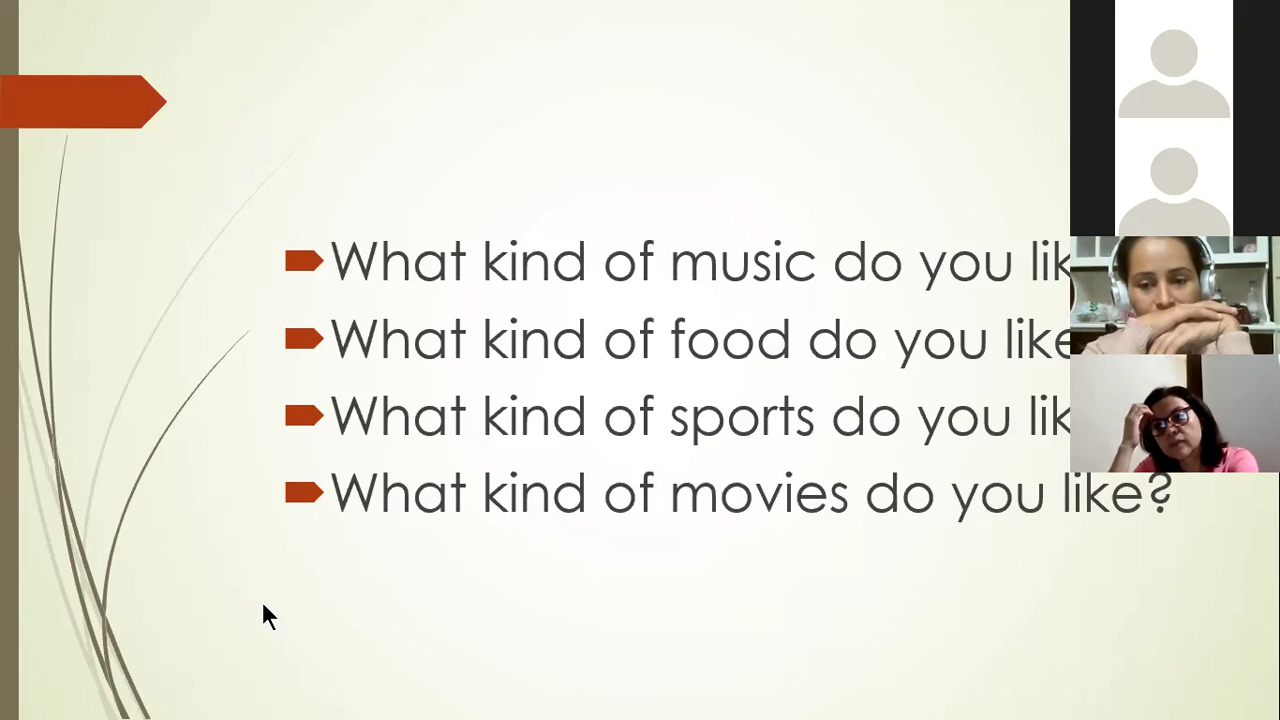 What kind of music do you lik
What kind of food do you like
What kind of sports do you lik
What kind of movies do you like?